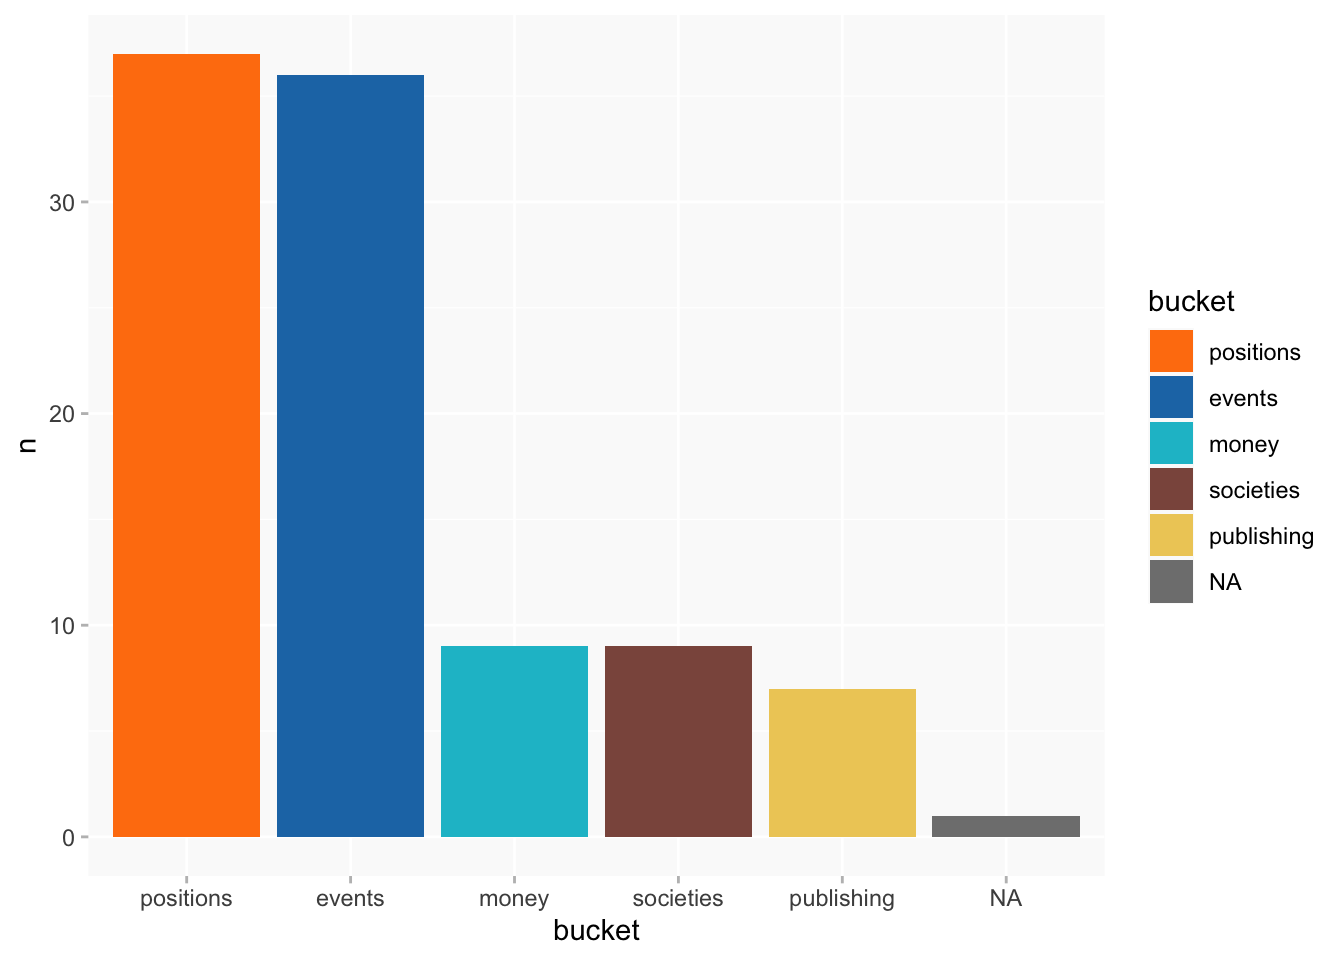 30
20
10
0
n
positions events money societies publishing NA
bucket
bucket
positions
events
money
societies
publishing
NA